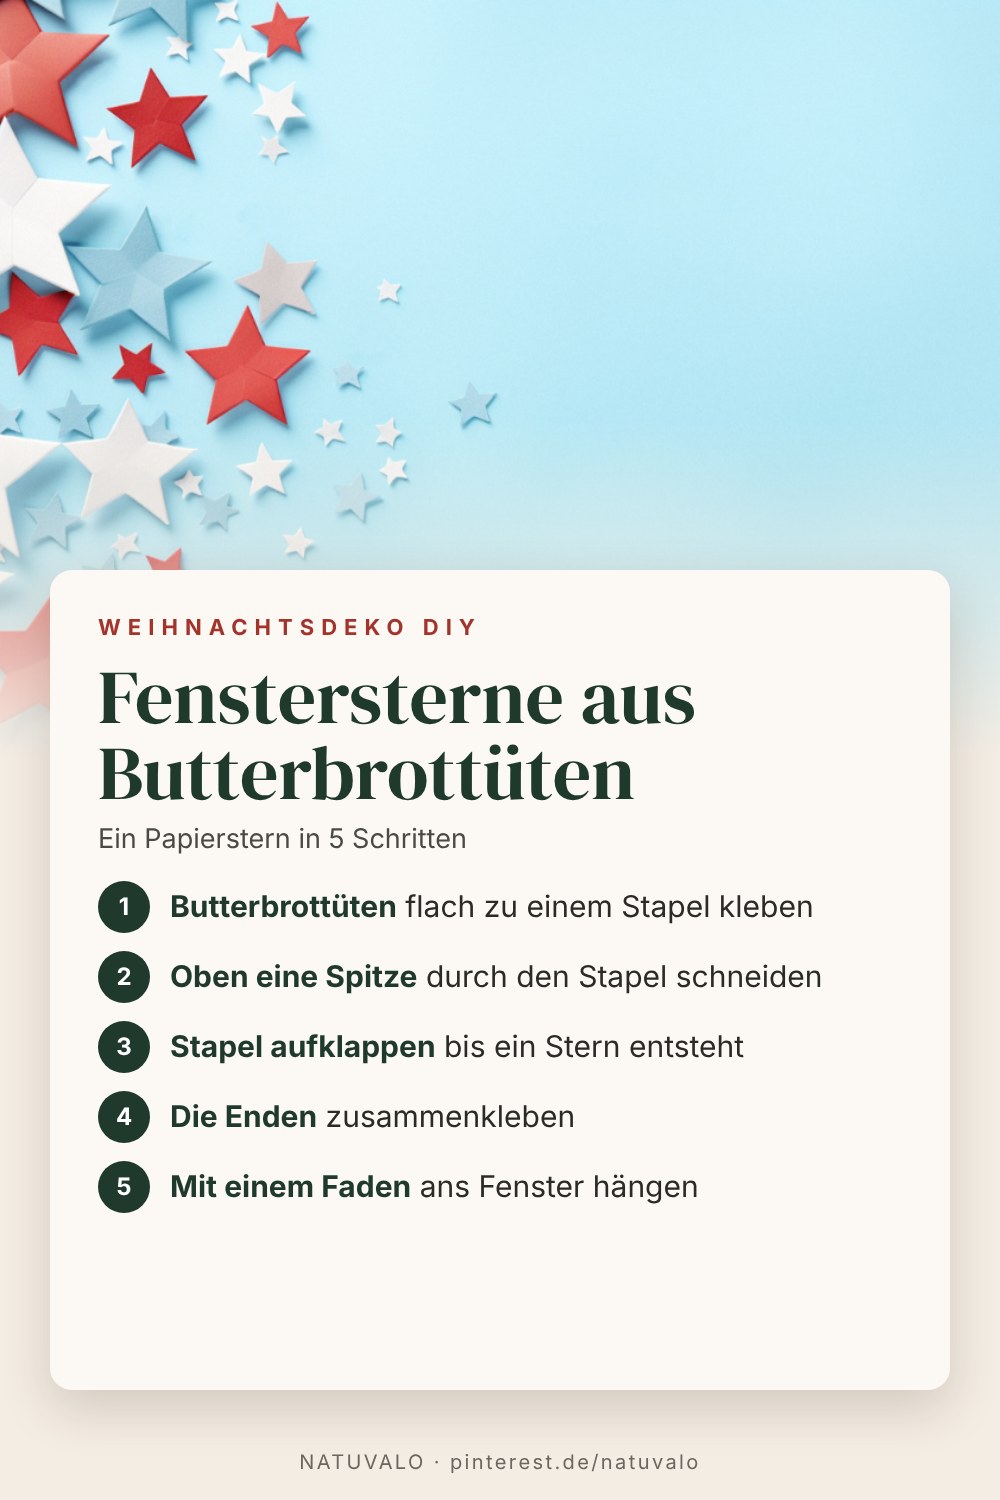 WEIHNACHTSDEKO DIY
Fenstersterne aus
Butterbrottüten
Ein Papierstern in 5 Schritten
1 Butterbrottüten flach zu einem Stapel kleben
2 Oben eine Spitze durch den Stapel schneiden
3 Stapel aufklappen bis ein Stern entsteht
4 Die Enden zusammenkleben
5 Mit einem Faden ans Fenster hängen
NATUVALO · pinterest.de/natuvalo